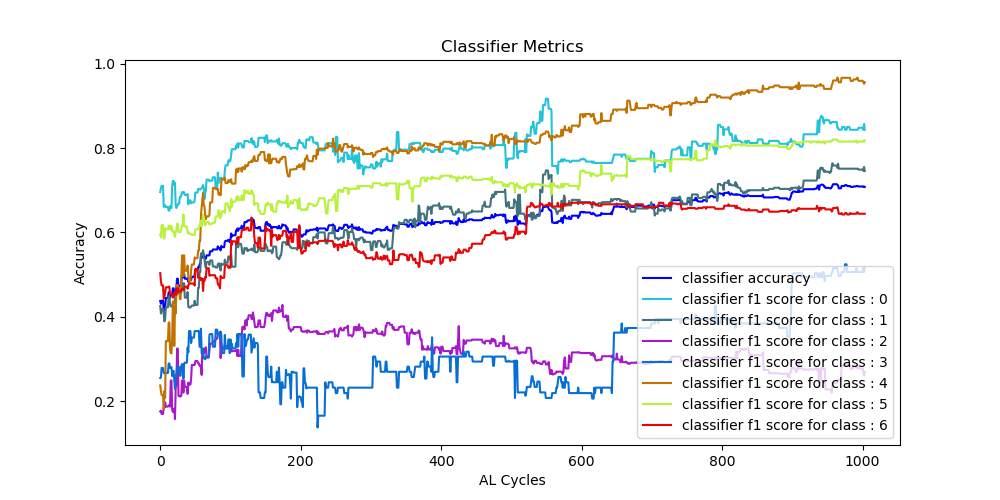 Classifier Metrics
Accuracy
1.0
0.8
0.6
0.4
0.2
0
200
400
600
800
1000
AL Cycles
classifier accuracy
classifier f1 score for class : 0
classifier f1 score for class : 1
classifier f1 score for class : 2
classifier f1 score for class : 3
classifier f1 score for class : 4
classifier f1 score for class : 5
classifier f1 score for class : 6